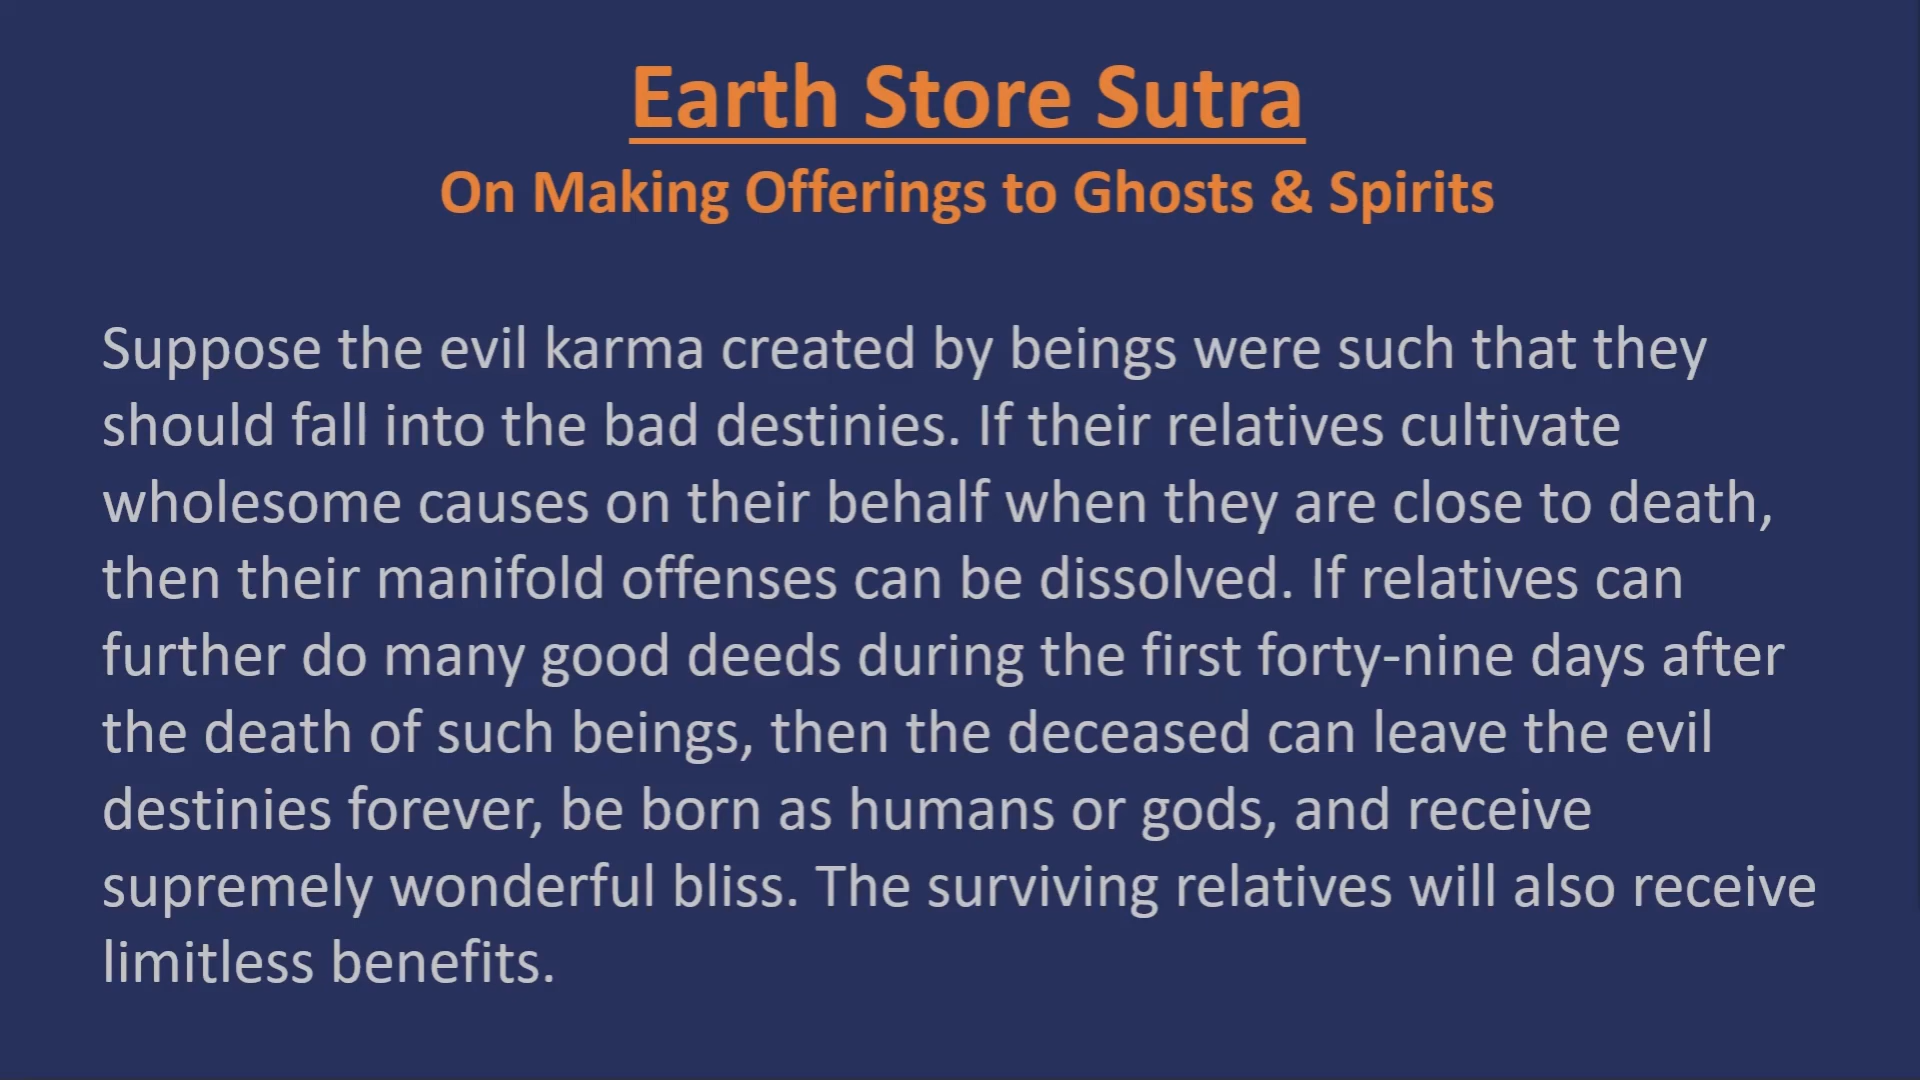 Earth Store Sutra
On Making Offerings to Ghosts & Spirits
Suppose the evil karma created by beings were such that they
should fall into the bad destinies. If their relatives cultivate
wholesome causes on their behalf when they are close to death,
then their manifold offenses can be dissolved. If relatives can
further do many good deeds during the first forty-nine days after
the death of such beings, then the deceased can leave the evil
destinies forever, be born as humans or gods, and receive
supremely wonderful bliss. The surviving relatives will also receive
limitless benefits.